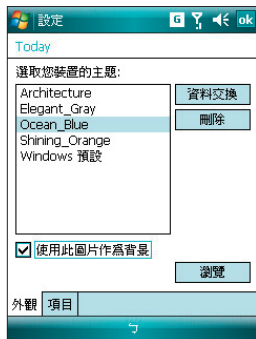 設定
G
ok
Today
選取您裝置的主題:
Architecture
Elegant_Gray
Ocean_Blue
Shining_Orange
Windows 預設
資料交換
刪除
使用此圖片作為背景
瀏覽
外觀 項目